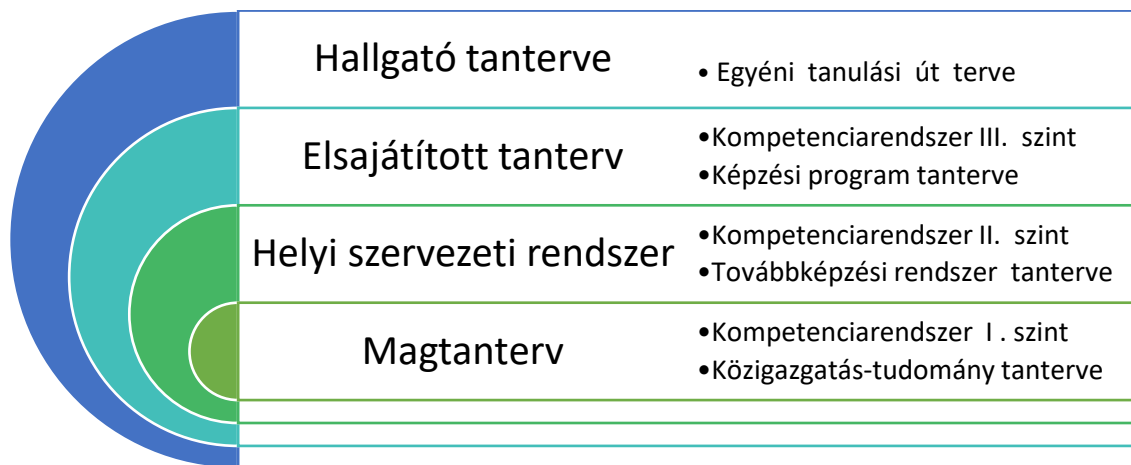 Hallgató tanterve
• Egyéni tanulási út terve
Elsajátított tanterv
•Kompetenciarendszer III. szint
•Képzési program tanterve
Helyi szervezeti rendszer
•Kompetenciarendszer II. szint
•Továbbképzési rendszer tanterve
Magtanterv
•Kompetenciarendszer I . szint
•Közigazgatás-tudomány tanterve